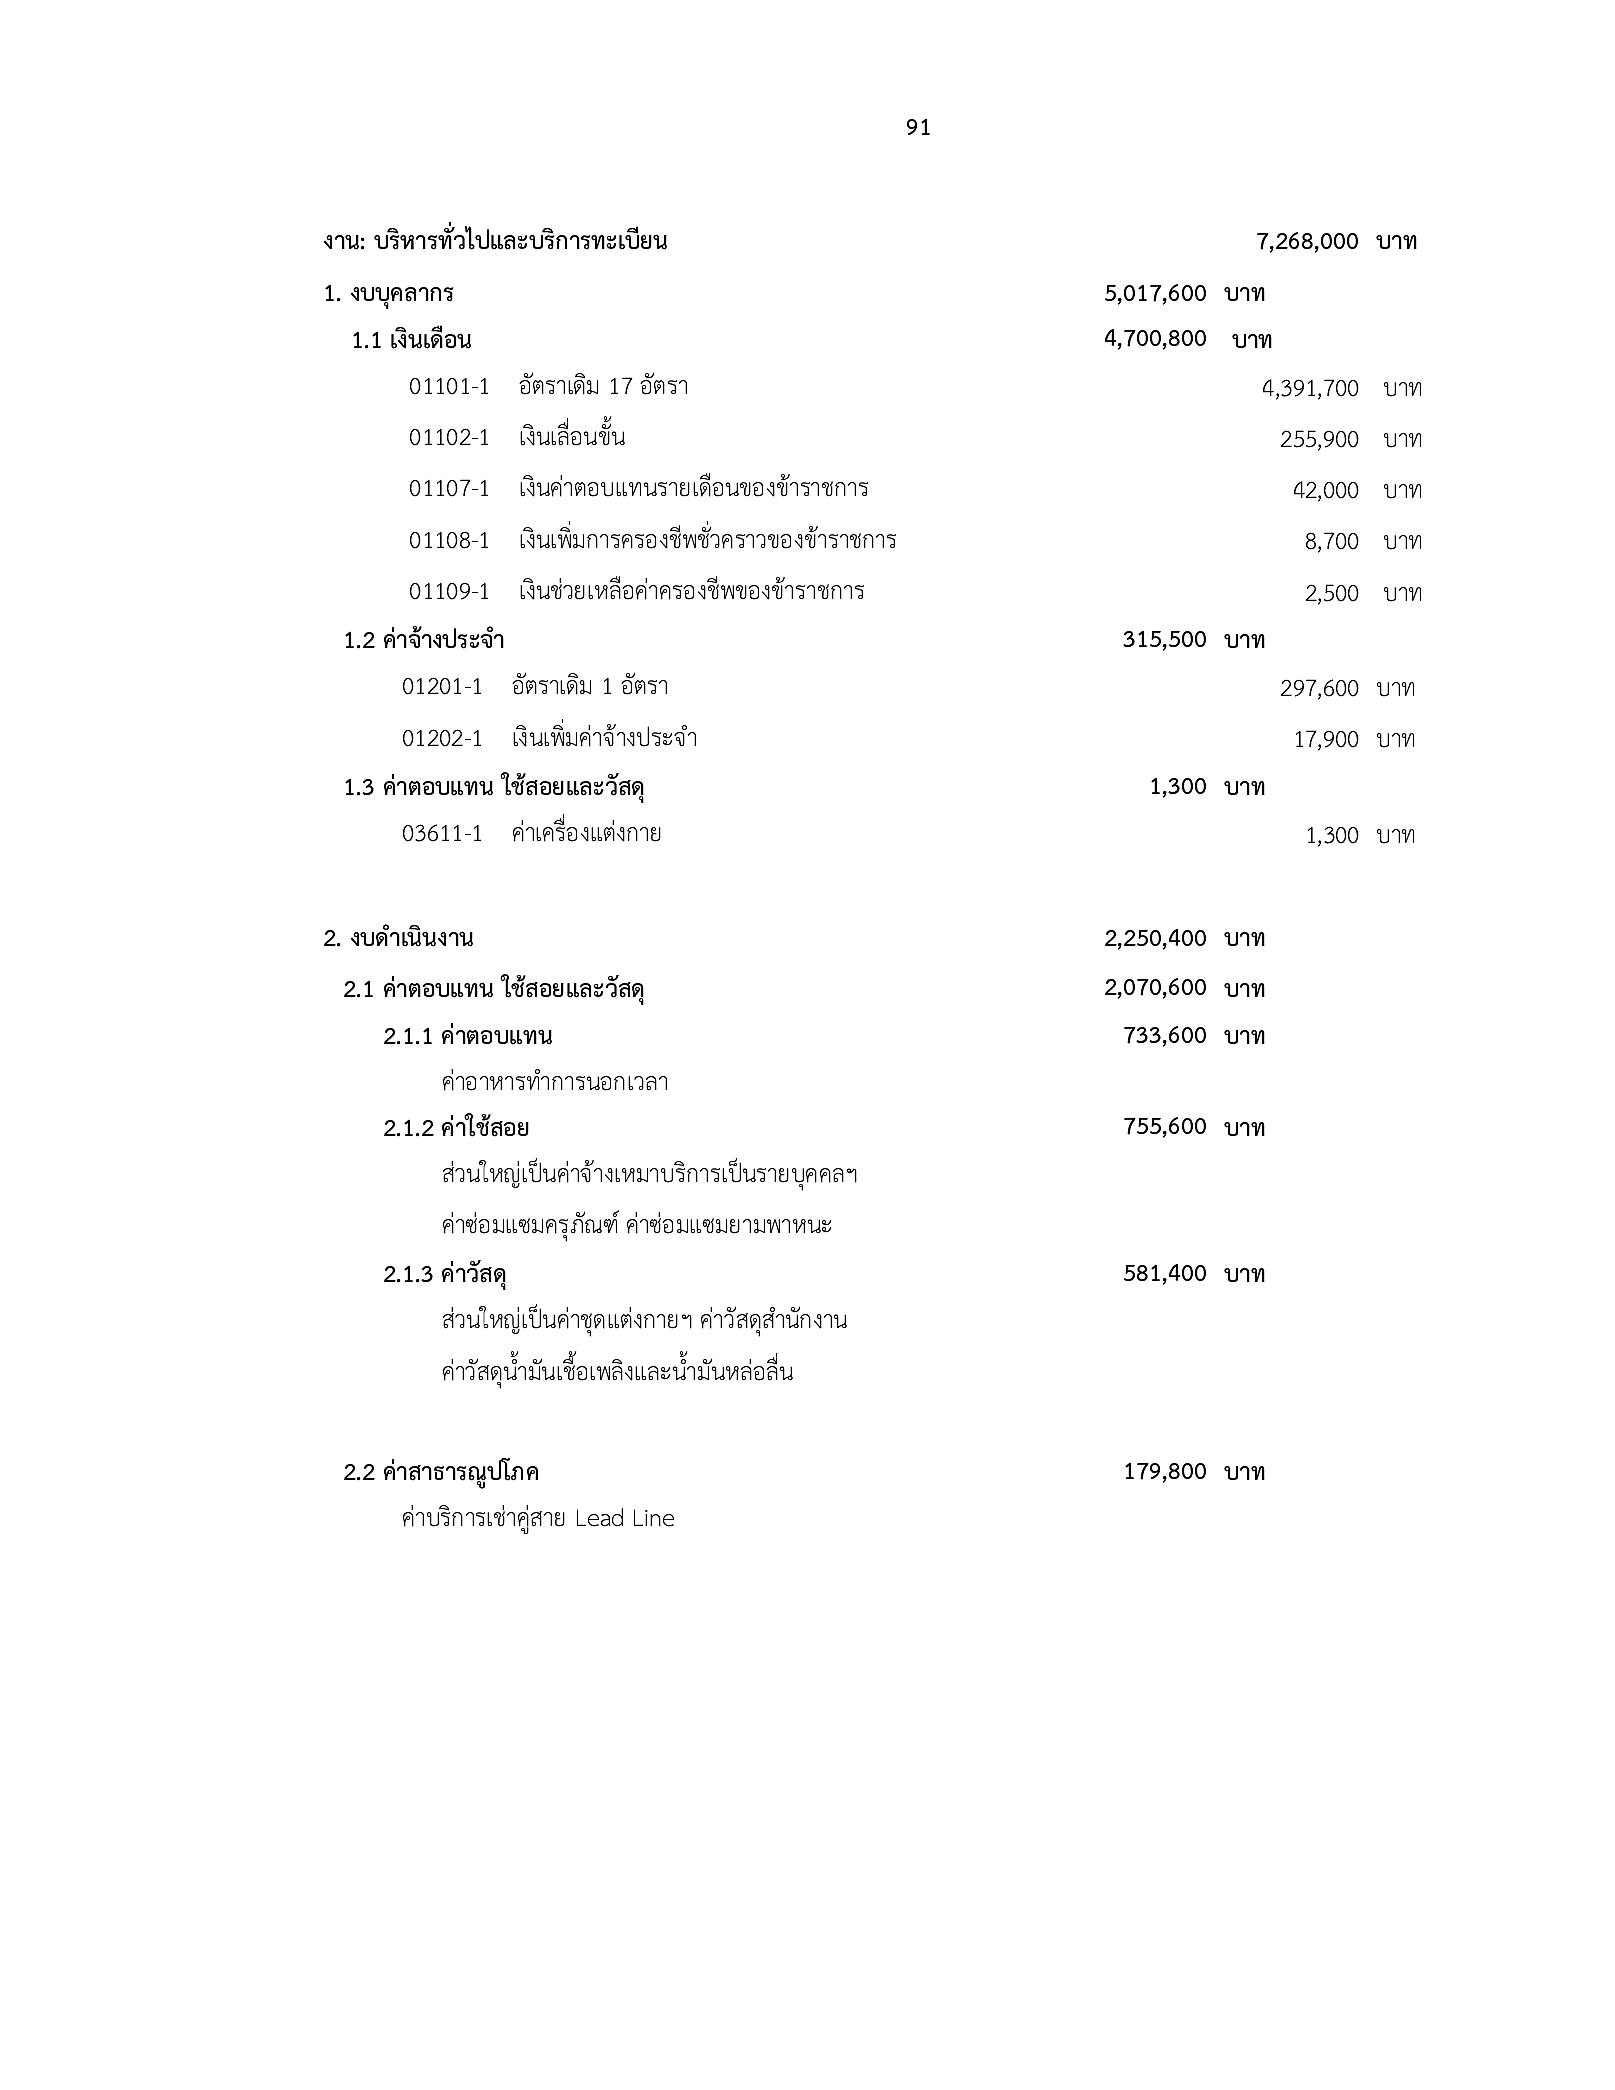 91
งาน: บริหารทั่วไปและบริการทะเบียน 7,268,000 บาท
1. งบบุคลากร 5,017,600 บาท
1.1 เงินเดือน 4,700,800 บาท
01101-1 อัตราเดิม 17 อัตรา 4,391,700 บาท
01102-1 เงินเลื่อนขั้น 255,900 บาท
01107-1 เงินค่าตอบแทนรายเดือนของข้าราชการ 42,000 บาท
01108-1 เงินเพิ่มการครองชีพชั่วคราวของข้าราชการ 8,700 บาท
01109-1 เงินช่วยเหลือค่าครองชีพของข้าราชการ 2,500 บาท
1.2 ค่าจ้างประจำ 315,500 บาท
01201-1 อัตราเดิม 1 อัตรา 297,600 บาท
01202-1 เงินเพิ่มค่าจ้างประจำ 17,900 บาท
1.3 ค่าตอบแทน ใช้สอยและวัสดุ 1,300 บาท
03611-1 ค่าเครื่องแต่งกาย 1,300 บาท
2. งบดำเนินงาน 2,250,400 บาท
2.1 ค่าตอบแทน ใช้สอยและวัสดุ 2,070,600 บาท
2.1.1 ค่าตอบแทน 733,600 บาท
ค่าอาหารทำการนอกเวลา
2.1.2 ค่าใช้สอย 755,600 บาท
ส่วนใหญ่เป็นค่าจ้างเหมาบริการเป็นรายบุคคลฯ
ค่าซ่อมแซมครุภัณฑ์ ค่าซ่อมแซมยามพาหนะ
2.1.3 ค่าวัสดุ 581,400 บาท
ส่วนใหญ่เป็นค่าชุดแต่งกายฯ ค่าวัสดุสำนักงาน
ค่าวัสดุน้ำมันเชื้อเพลิงและน้ำมันหล่อลื่น
2.2 ค่าสาธารณูปโภค 179,800 บาท
ค่าบริการเช่าคู่สาย Lead Line